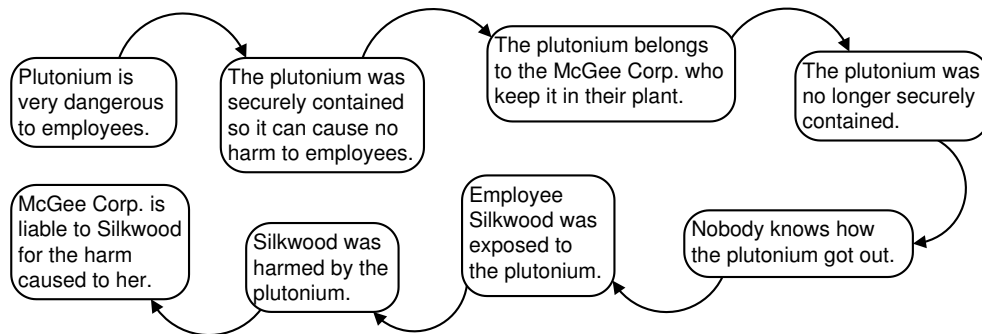 Plutonium is
very dangerous
to employees.
The plutonium was
securely contained
so it can cause no
harm to employees.
The plutonium belongs
to the McGee Corp. who
keep it in their plant.
The plutonium was
no longer securely
contained.
Nobody knows how
the plutonium got out.
Employee
Silkwood was
exposed to
the plutonium.
Silkwood was
harmed by the
plutonium.
McGee Corp. is
liable to Silkwood
for the harm
caused to her.